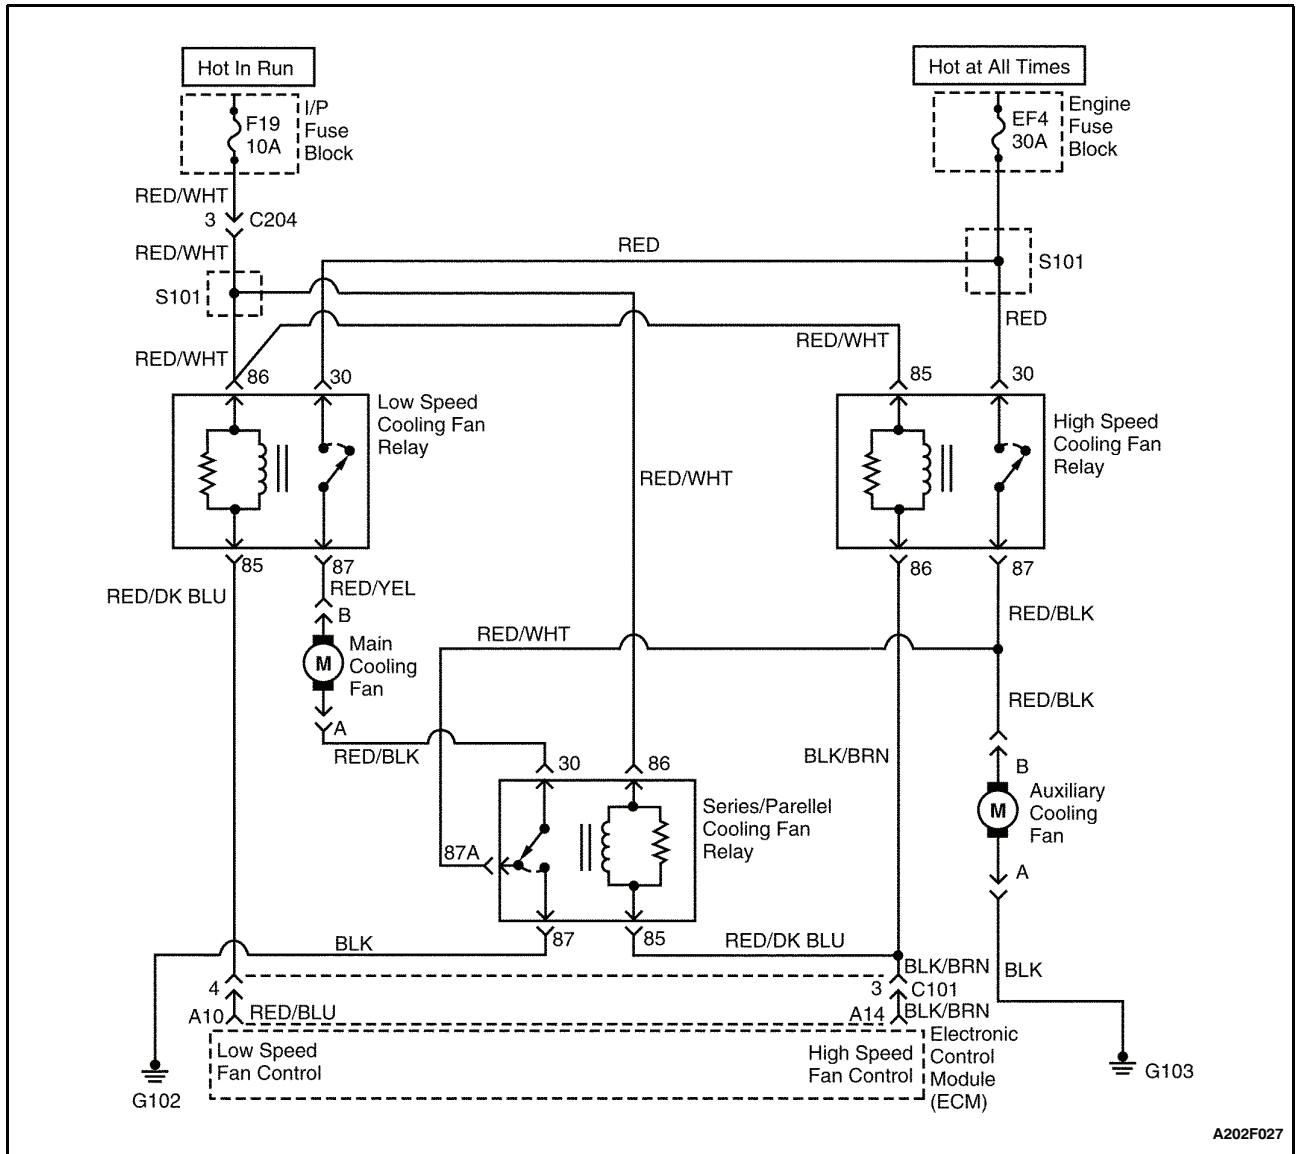 Hot In Run
Hot at All Times
F19
10A
I/P
Fuse
Block
EF4
30A
Engine
Fuse
Block
RED/WHT
3
C204
RED/WHT
RED
S101
S101
RED
RED/WHT
RED/WHT
86
30
85
30
Low Speed
Cooling Fan
Relay
High Speed
Cooling Fan
Relay
RED/WHT
85
87
86
87
RED/DK BLU
RED/YEL
B
RED/BLK
Main
Cooling
Fan
M
RED/WHT
RED/BLK
A
RED/BLK
BLK/BRN
30
86
B
Auxiliary
Cooling
Fan
M
Series/Parellel
Cooling Fan
Relay
87A
A
87
85
BLK
RED/DK BLU
BLK/BRN
BLK
4
3
C101
A10
RED/BLU
A14
BLK/BRN
Low Speed
Fan Control
High Speed
Fan Control
Electronic
Control
Module
(ECM)
G102
G103
A202F027